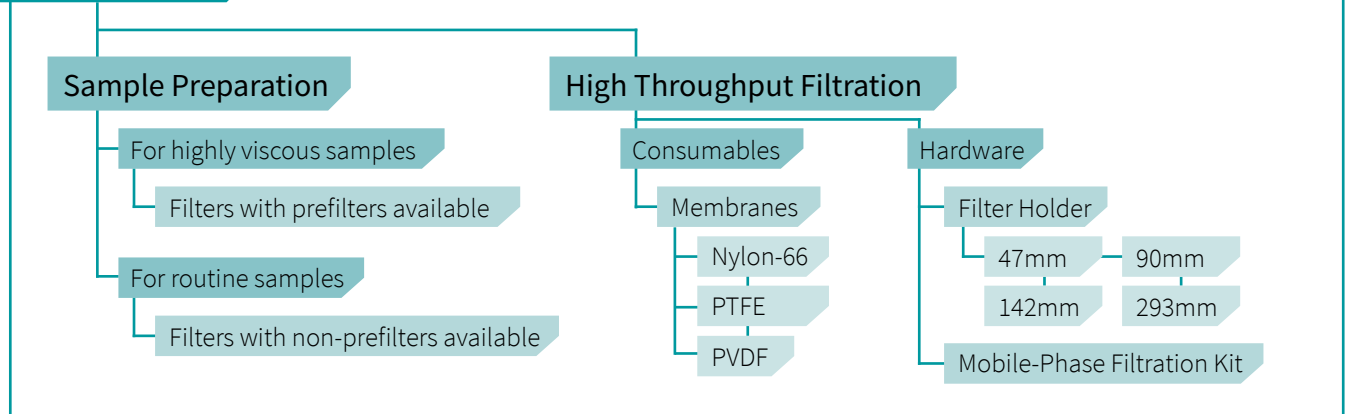 Sample Preparation
For highly viscous samples
Filters with prefilters available
For routine samples
Filters with non-prefilters available
High Throughput Filtration
Consumables
Membranes
Nylon-66
PTFE
PVDF
Hardware
Filter Holder
47mm
90mm
142mm
293mm
Mobile-Phase Filtration Kit